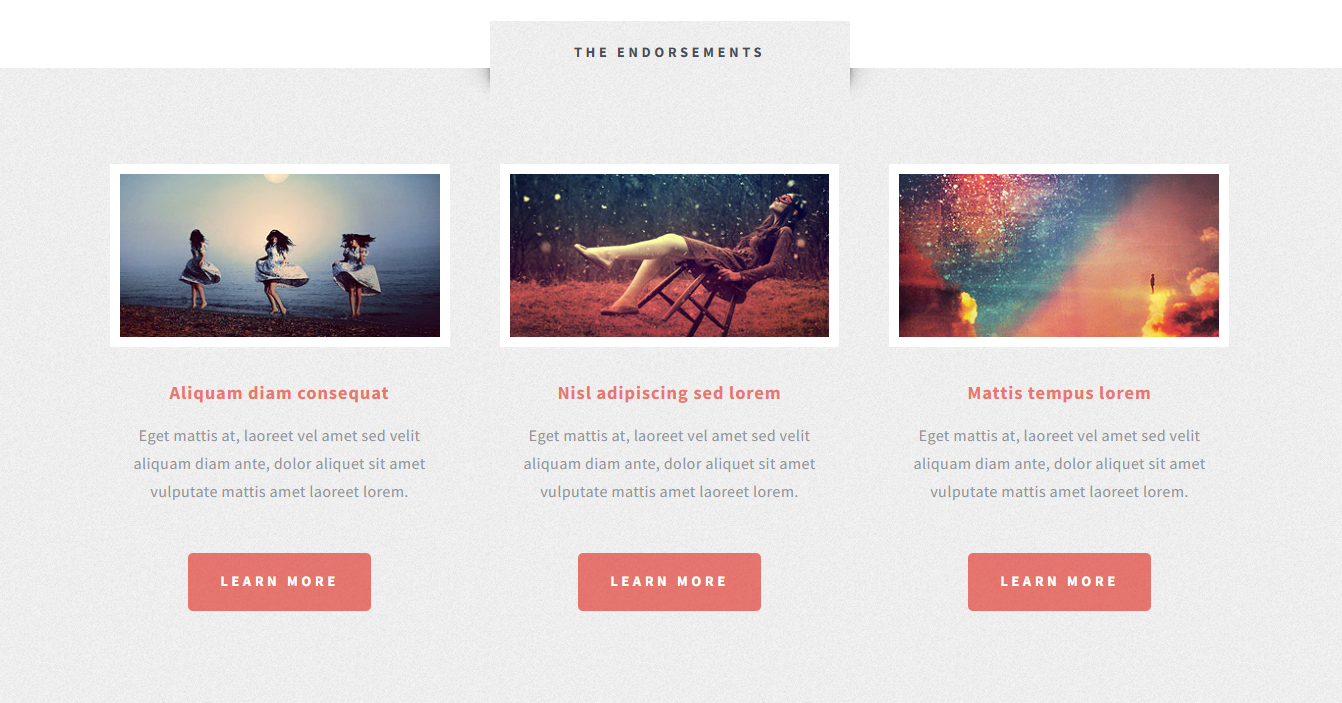 THE ENDORSEMENTS
Aliquam diam consequat
Eget mattis at, laoreet vel amet sed velit
aliquam diam ante, dolor aliquet sit amet
vulputate mattis amet laoreet lorem.
LEARN MORE
Nisl adipiscing sed lorem
Eget mattis at, laoreet vel amet sed velit
aliquam diam ante, dolor aliquet sit amet
vulputate mattis amet laoreet lorem.
LEARN MORE
Mattis tempus lorem
Eget mattis at, laoreet vel amet sed velit
aliquam diam ante, dolor aliquet sit amet
vulputate mattis amet laoreet lorem.
LEARN MORE